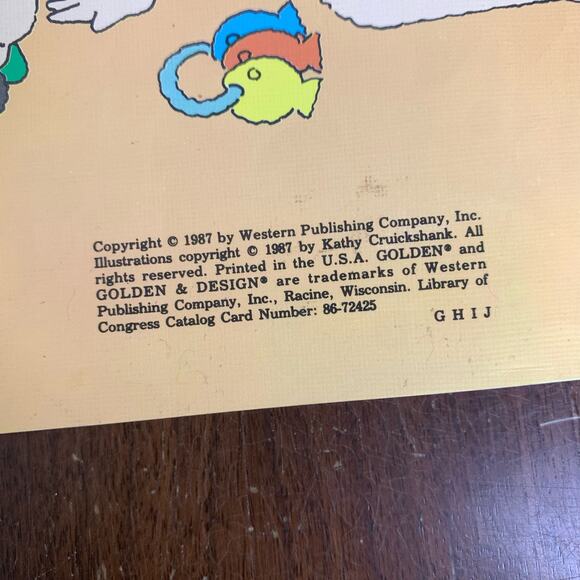 Copyright © 1987 by Western Publishing Company, Inc.
Illustrations copyright © 1987 by Kathy Cruickshank. All
rights reserved. Printed in the U.S.A. GOLDEN® and
GOLDEN & DESIGN® are trademarks of Western
Publishing Company, Inc., Racine, Wisconsin. Library of
Congress Catalog Card Number: 86-72425
G H I J